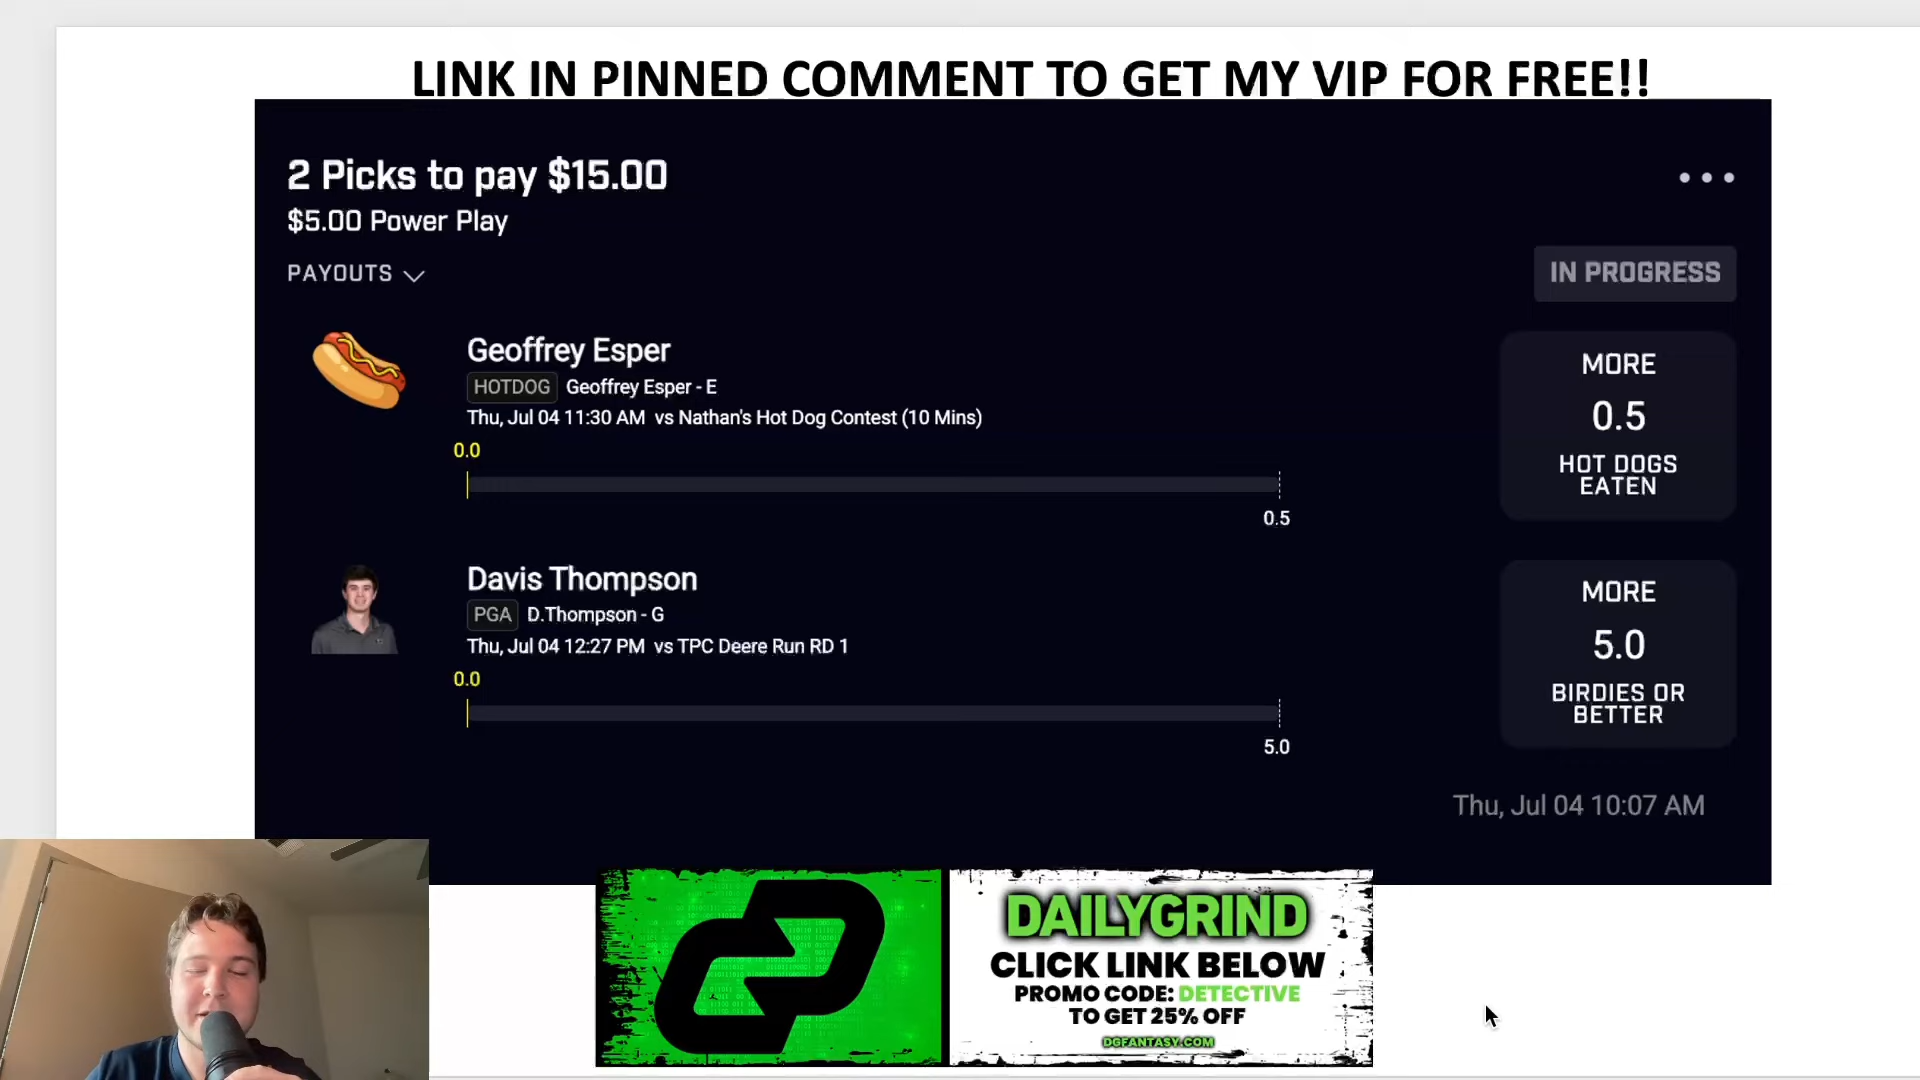 LINK IN PINNED COMMENT TO GET MY VIP FOR FREE!!
2 Picks to pay $15.00
$5.00 Power Play
PAYOUTS
IN PROGRESS
Geoffrey Esper
HOTDOG Geoffrey Esper - E
Thu, Jul 04 11:30 AM vs Nathan's Hot Dog Contest (10 Mins)
0.0
0.5
MORE
0.5
HOT DOGS
EATEN
Davis Thompson
PGA D.Thompson - G
Thu, Jul 04 12:27 PM vs TPC Deere Run RD 1
0.0
5.0
MORE
5.0
BIRDIES OR
BETTER
Thu, Jul 04 10:07 AM
DAILYGRIND
CLICK LINK BELOW
PROMO CODE: DETECTIVE
TO GET 25% OFF
DGFANTASY.COM